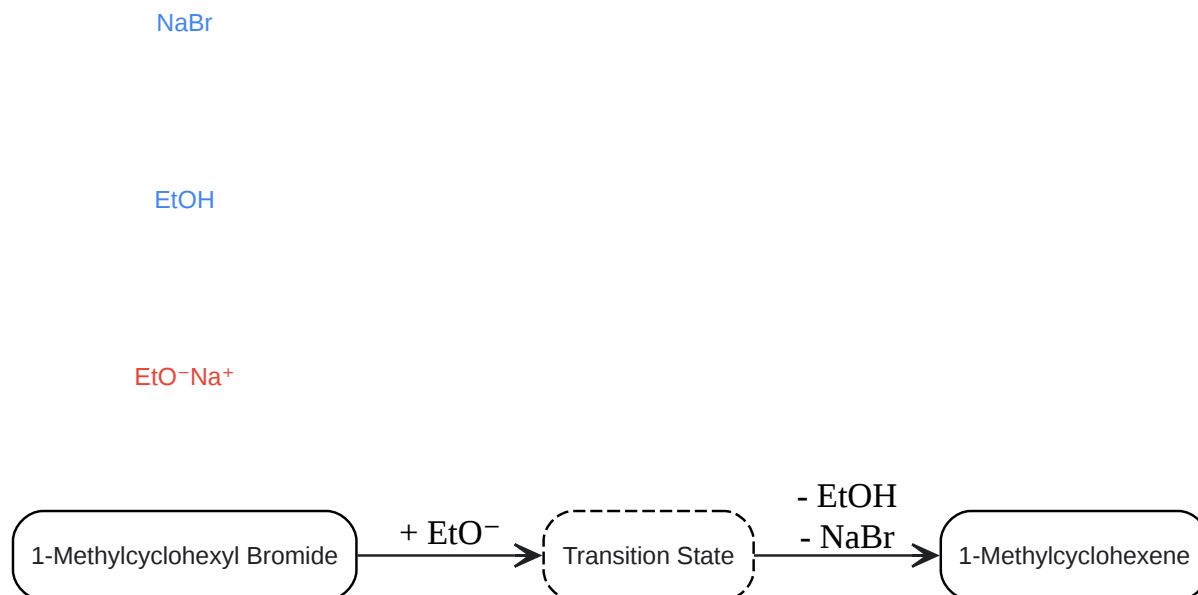 NaBr
EtOH
EtO⁻Na⁺
1-Methylcyclohexyl Bromide
+ EtO⁻
Transition State
- EtOH
- NaBr
1-Methylcyclohexene